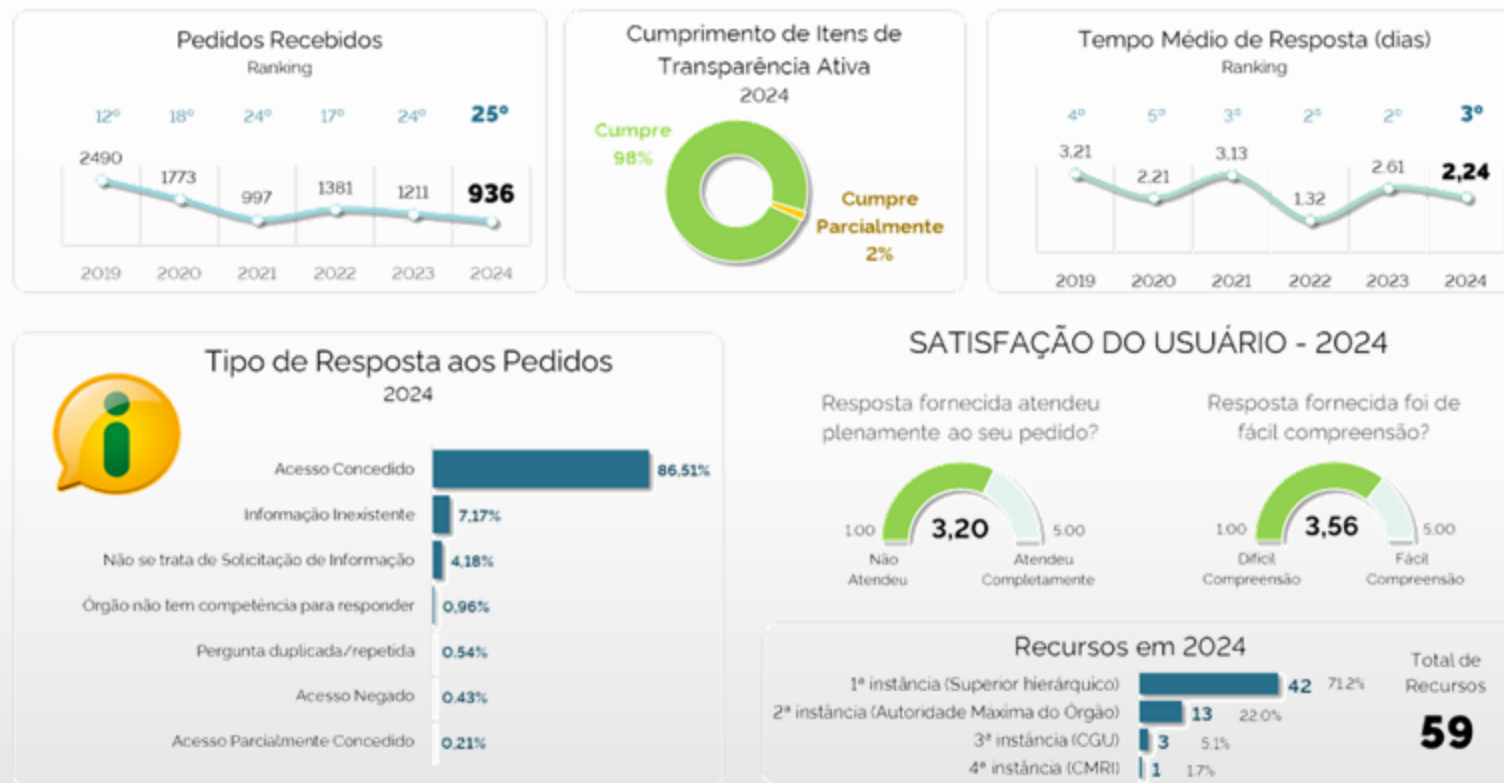 Pedidos Recebidos
Ranking
12º 18º 24º 17º 24º 25º
2490 1773 997 1381 1211 936
2019 2020 2021 2022 2023 2024
Cumprimento de Itens de
Transparência Ativa
2024
Cumpre
98%
Cumpre
Parcialmente
2%
Tempo Médio de Resposta (dias)
Ranking
4º 5º 3º 2º 2º 3º
3,21 2,21 3,13 1,32 2,61 2,24
2019 2020 2021 2022 2023 2024
Tipo de Resposta aos Pedidos
2024
Acesso Concedido 86,51%
Informação Inexistente 7,17%
Não se trata de Solicitação de Informação 4,18%
Órgão não tem competência para responder 0,96%
Pergunta duplicada/repetida 0,54%
Acesso Negado 0,43%
Acesso Parcialmente Concedido 0,21%
SATISFAÇÃO DO USUÁRIO - 2024
Resposta fornecida atendeu
plenamente ao seu pedido?
1,00 3,20 5,00
Não
Atendeu
Atendeu
Completamente
Resposta fornecida foi de
fácil compreensão?
1,00 3,56 5,00
Difícil
Compreensão
Fácil
Compreensão
Recursos em 2024
1ª instância (Superior hierárquico) 42 71,2%
2ª instância (Autoridade Máxima do Órgão) 13 22,0%
3ª instância (CGU) 3 5,1%
4ª instância (CMRI) 1 1,7%
Total de
Recursos
59